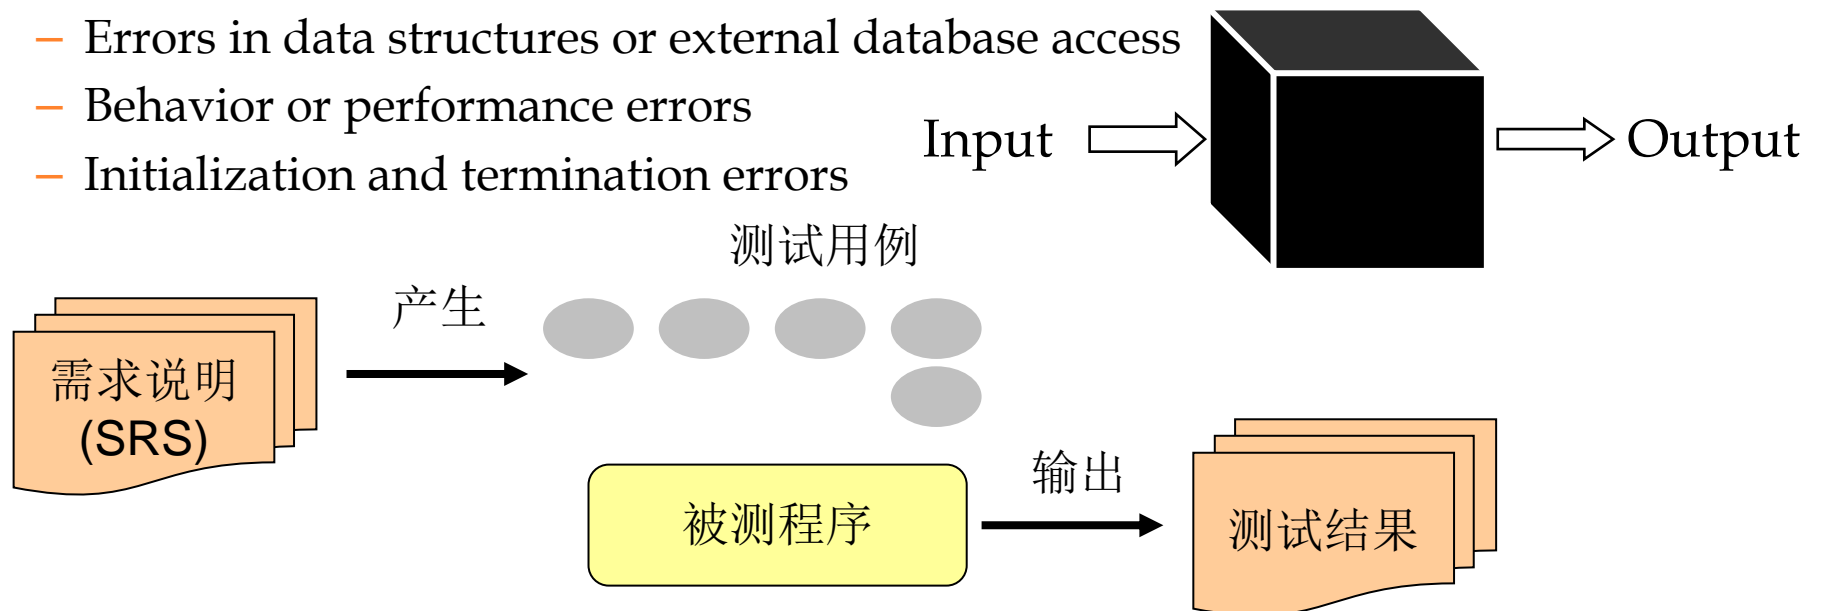 – Errors in data structures or external database access
– Behavior or performance errors
– Initialization and termination errors
Input
Output
测试用例
产生
需求说明
(SRS)
输出
被测程序
测试结果